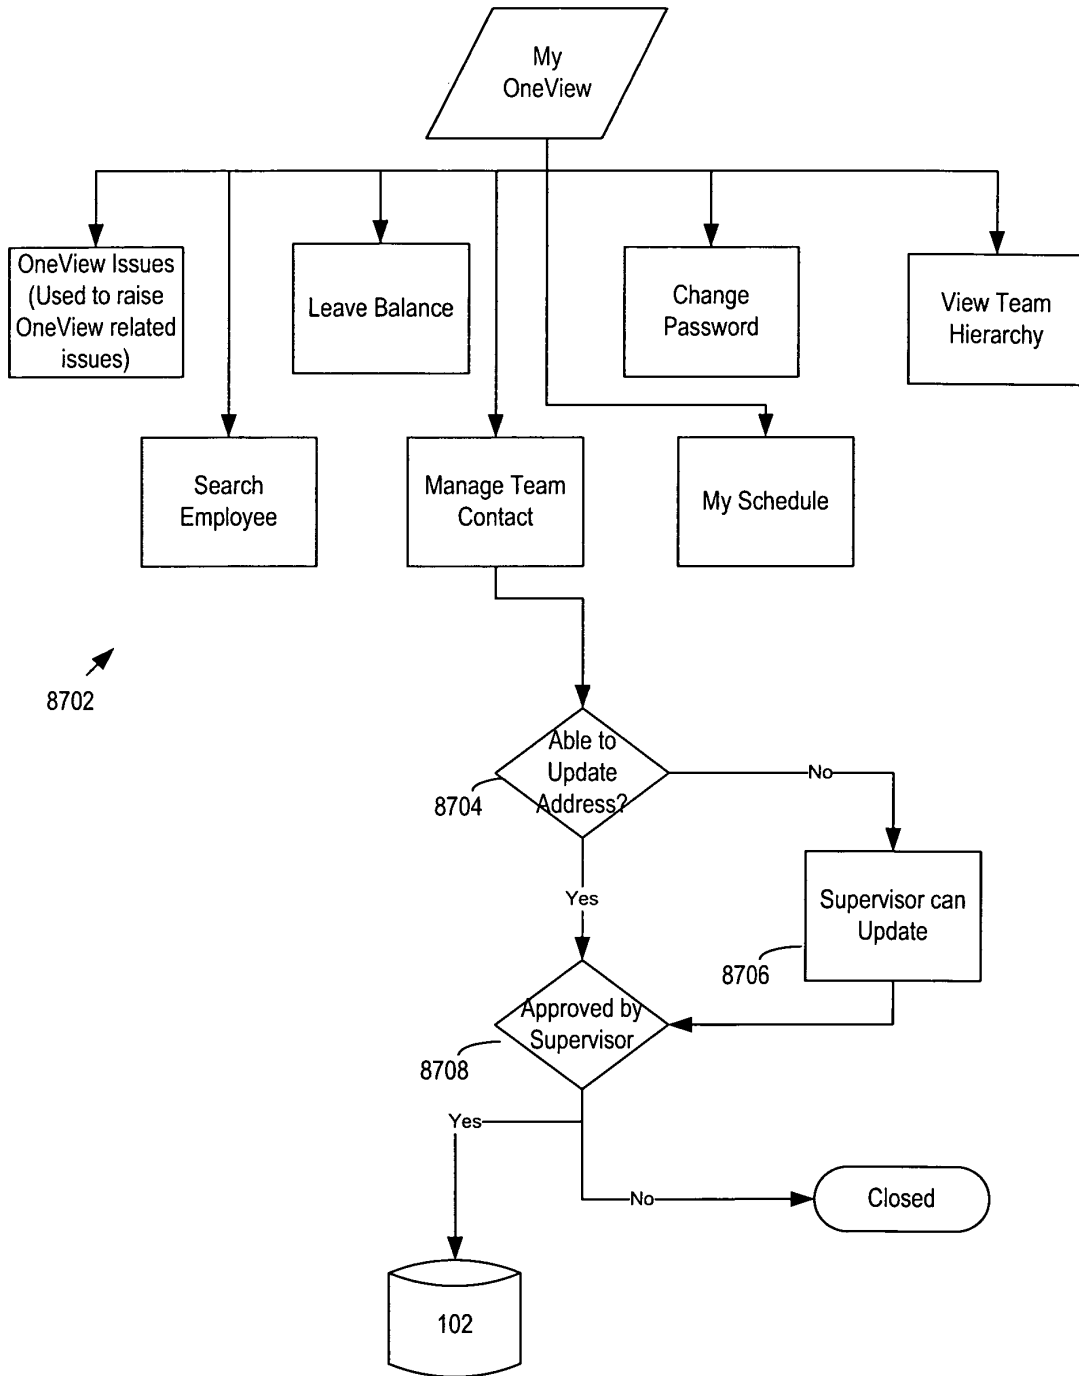 My
OneView
OneView Issues
(Used to raise
OneView related
issues)
Leave Balance
Change
Password
View Team
Hierarchy
Search
Employee
Manage Team
Contact
My Schedule
8702
Able to
Update
Address?
8704
No
Yes
Supervisor can
Update
8706
Approved by
Supervisor
8708
Yes
No
Closed
102